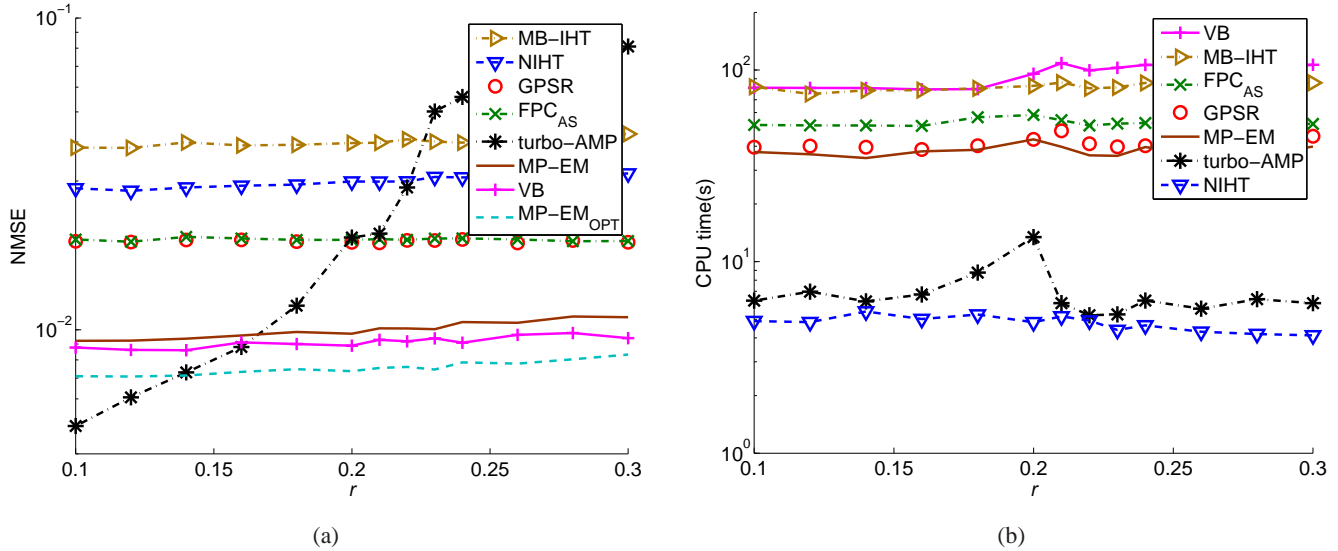 10^-1
10^-2
NMSE
MB−IHT
NIHT
GPSR
FPC_AS
turbo−AMP
MP−EM
VB
MP−EM_OPT
0.1 0.15 0.2 0.25 0.3
r
(a)
10^2
10^1
10^0
CPU time(s)
VB
MB−IHT
FPC_AS
GPSR
MP−EM
turbo−AMP
NIHT
0.1 0.15 0.2 0.25 0.3
r
(b)